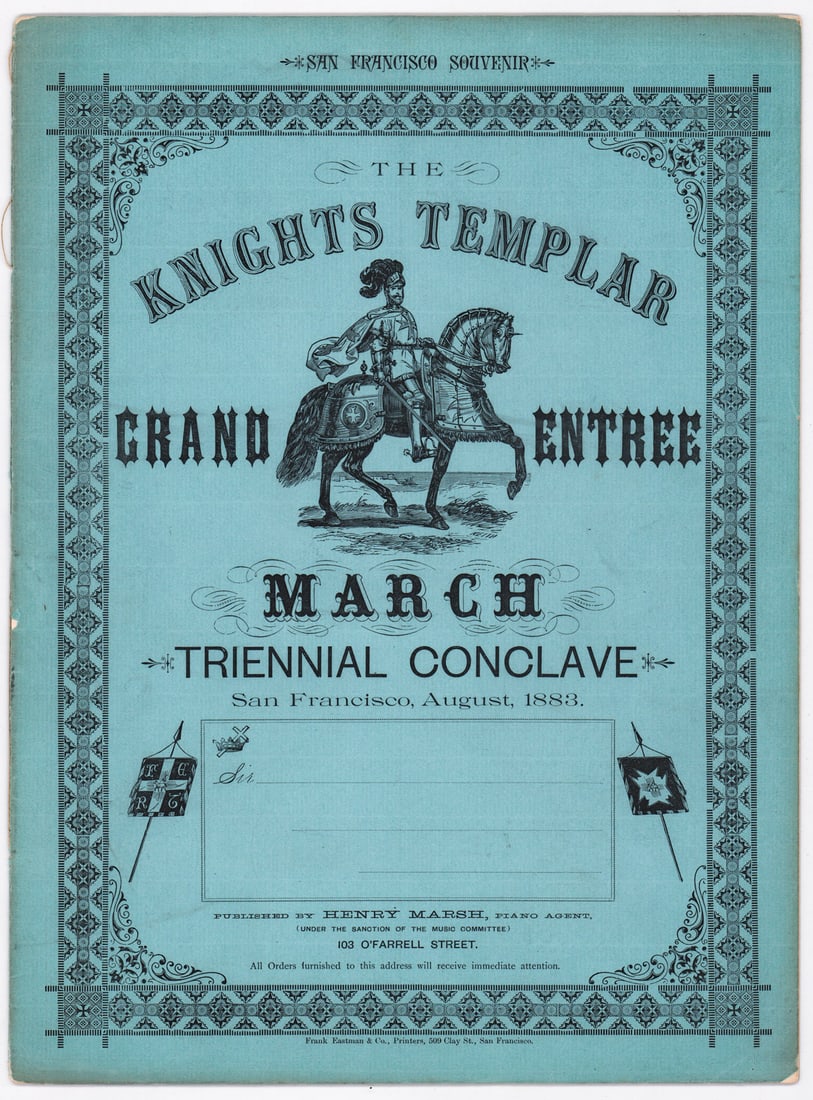 SAN FRANCISCO SOUVENIR
THE
KNIGHTS TEMPLAR
GRAND ENTREE
MARCH
TRIENNIAL CONCLAVE
San Francisco, August, 1883.
Sir
F E
R T
PUBLISHED BY HENRY MARSH, PIANO AGENT,
(UNDER THE SANCTION OF THE MUSIC COMMITTEE)
103 O'FARRELL STREET.
All Orders furnished to this address will receive immediate attention.
Frank Eastman & Co., Printers, 509 Clay St., San Francisco.